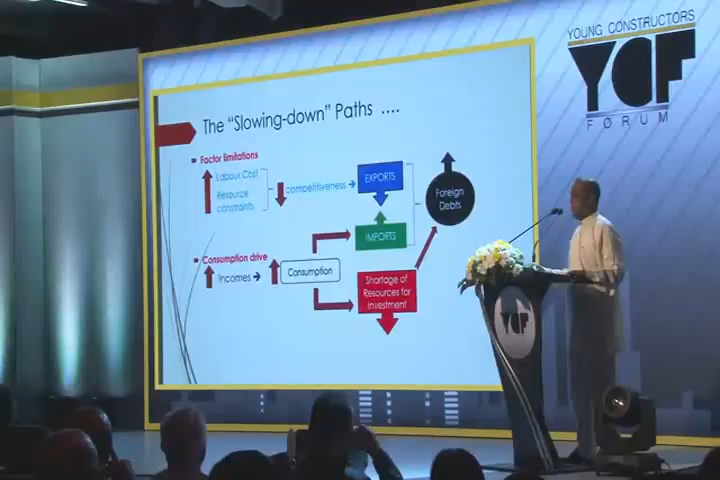 YOUNG CONSTRUCTORS
YCF
FORUM
The “Slowing-down” Paths ....
Factor limitations
Labour Cost
Resource
constraints
competitiveness
EXPORTS
IMPORTS
Foreign
Debts
Consumption drive
Incomes
Consumption
Shortage of
Resources for
Investment
YCF